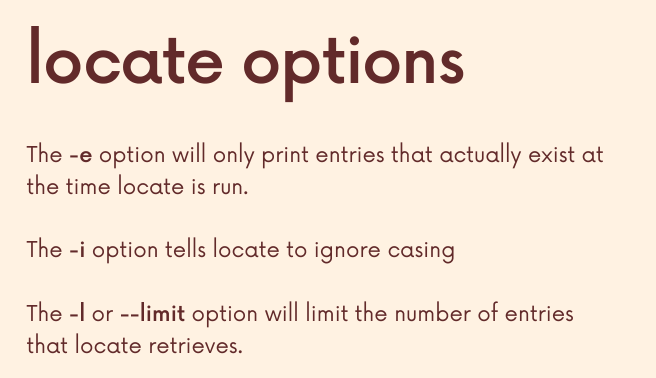 locate options
The -e option will only print entries that actually exist at
the time locate is run.
The -i option tells locate to ignore casing
The -l or --limit option will limit the number of entries
that locate retrieves.